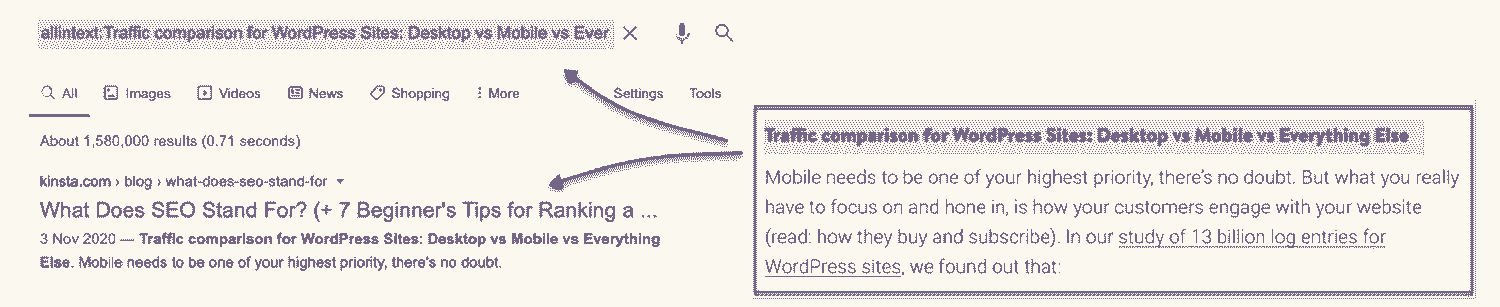 allintext:Traffic comparison for WordPress Sites: Desktop vs Mobile vs Ever
All Images Videos News Shopping More Settings Tools
About 1,580,000 results (0.71 seconds)
kinsta.com › blog › what-does-seo-stand-for
What Does SEO Stand For? (+ 7 Beginner's Tips for Ranking a ...
3 Nov 2020 — Traffic comparison for WordPress Sites: Desktop vs Mobile vs Everything
Else. Mobile needs to be one of your highest priority, there's no doubt.
Traffic comparison for WordPress Sites: Desktop vs Mobile vs Everything Else
Mobile needs to be one of your highest priority, there's no doubt. But what you really
have to focus on and hone in, is how your customers engage with your website
(read: how they buy and subscribe). In our study of 13 billion log entries for
WordPress sites, we found out that: